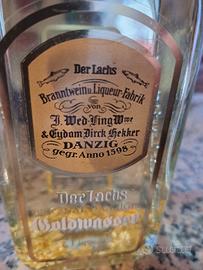 Der Lachs
Branntwein u Liqueur-Fabrik
von
I. Wed-Ling Wwe
& Eydam Dirck Hekker
DANZIG
gegr. Anno 1598
Der Lachs
Goldwasser